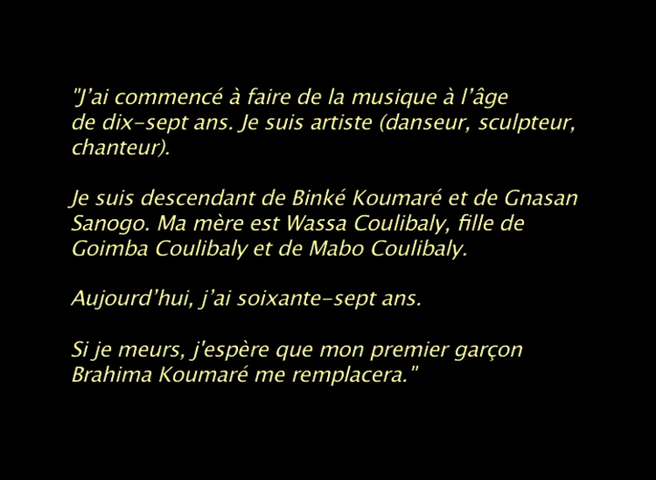 "J’ai commencé à faire de la musique à l’âge
de dix-sept ans. Je suis artiste (danseur, sculpteur,
chanteur).
Je suis descendant de Binké Koumaré et de Gnasan
Sanogo. Ma mère est Wassa Coulibaly, fille de
Goimba Coulibaly et de Mabo Coulibaly.
Aujourd’hui, j’ai soixante-sept ans.
Si je meurs, j'espère que mon premier garçon
Brahima Koumaré me remplacera."